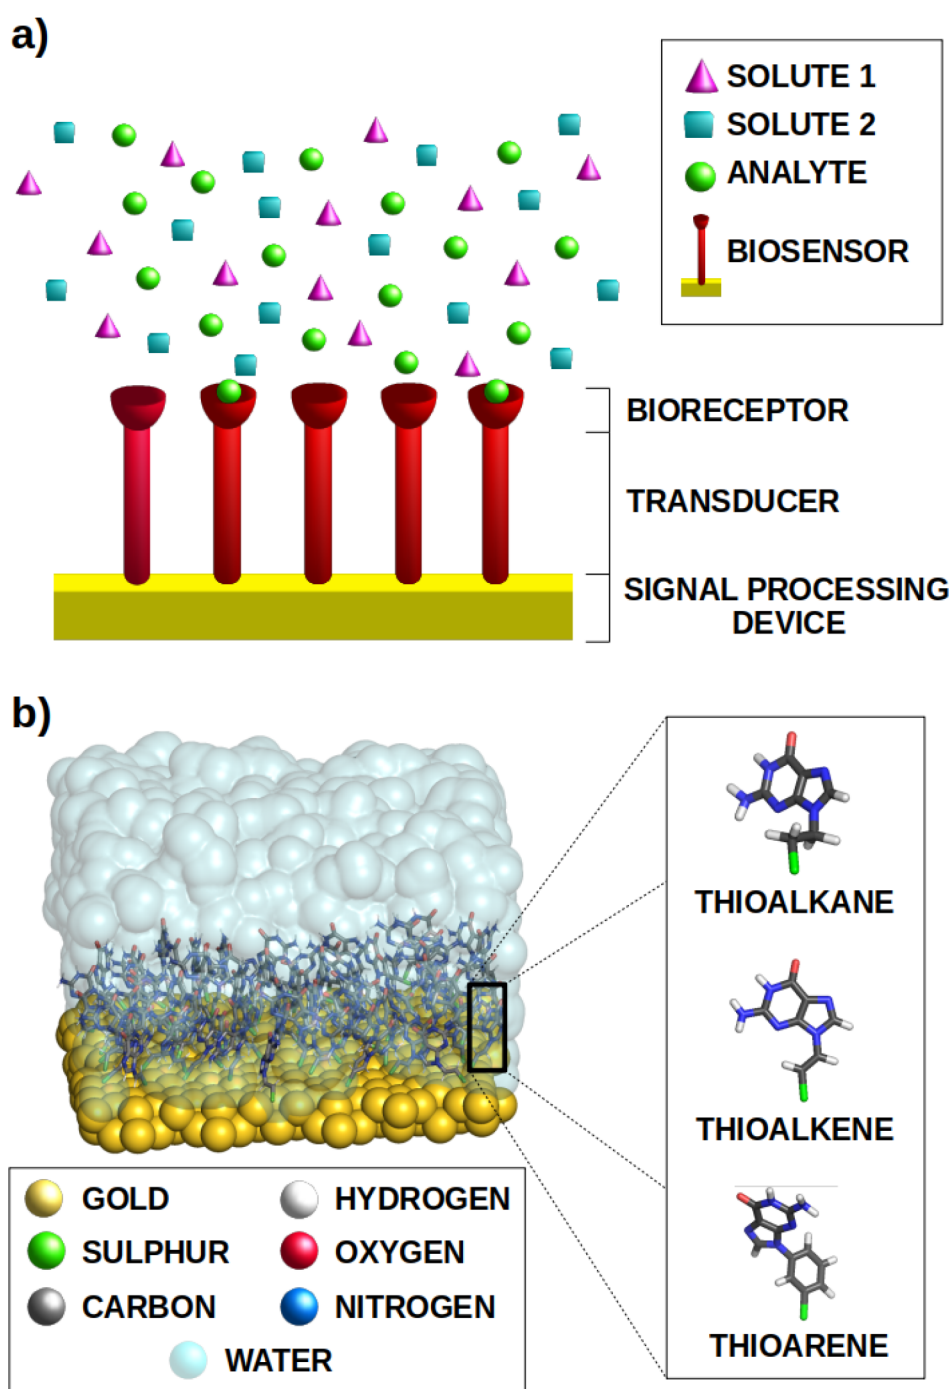 a)
SOLUTE 1
SOLUTE 2
ANALYTE
BIOSENSOR
BIORECEPTOR
TRANSDUCER
SIGNAL PROCESSING
DEVICE
b)
THIOALKANE
THIOALKENE
THIOARENE
GOLD
HYDROGEN
SULPHUR
OXYGEN
CARBON
NITROGEN
WATER